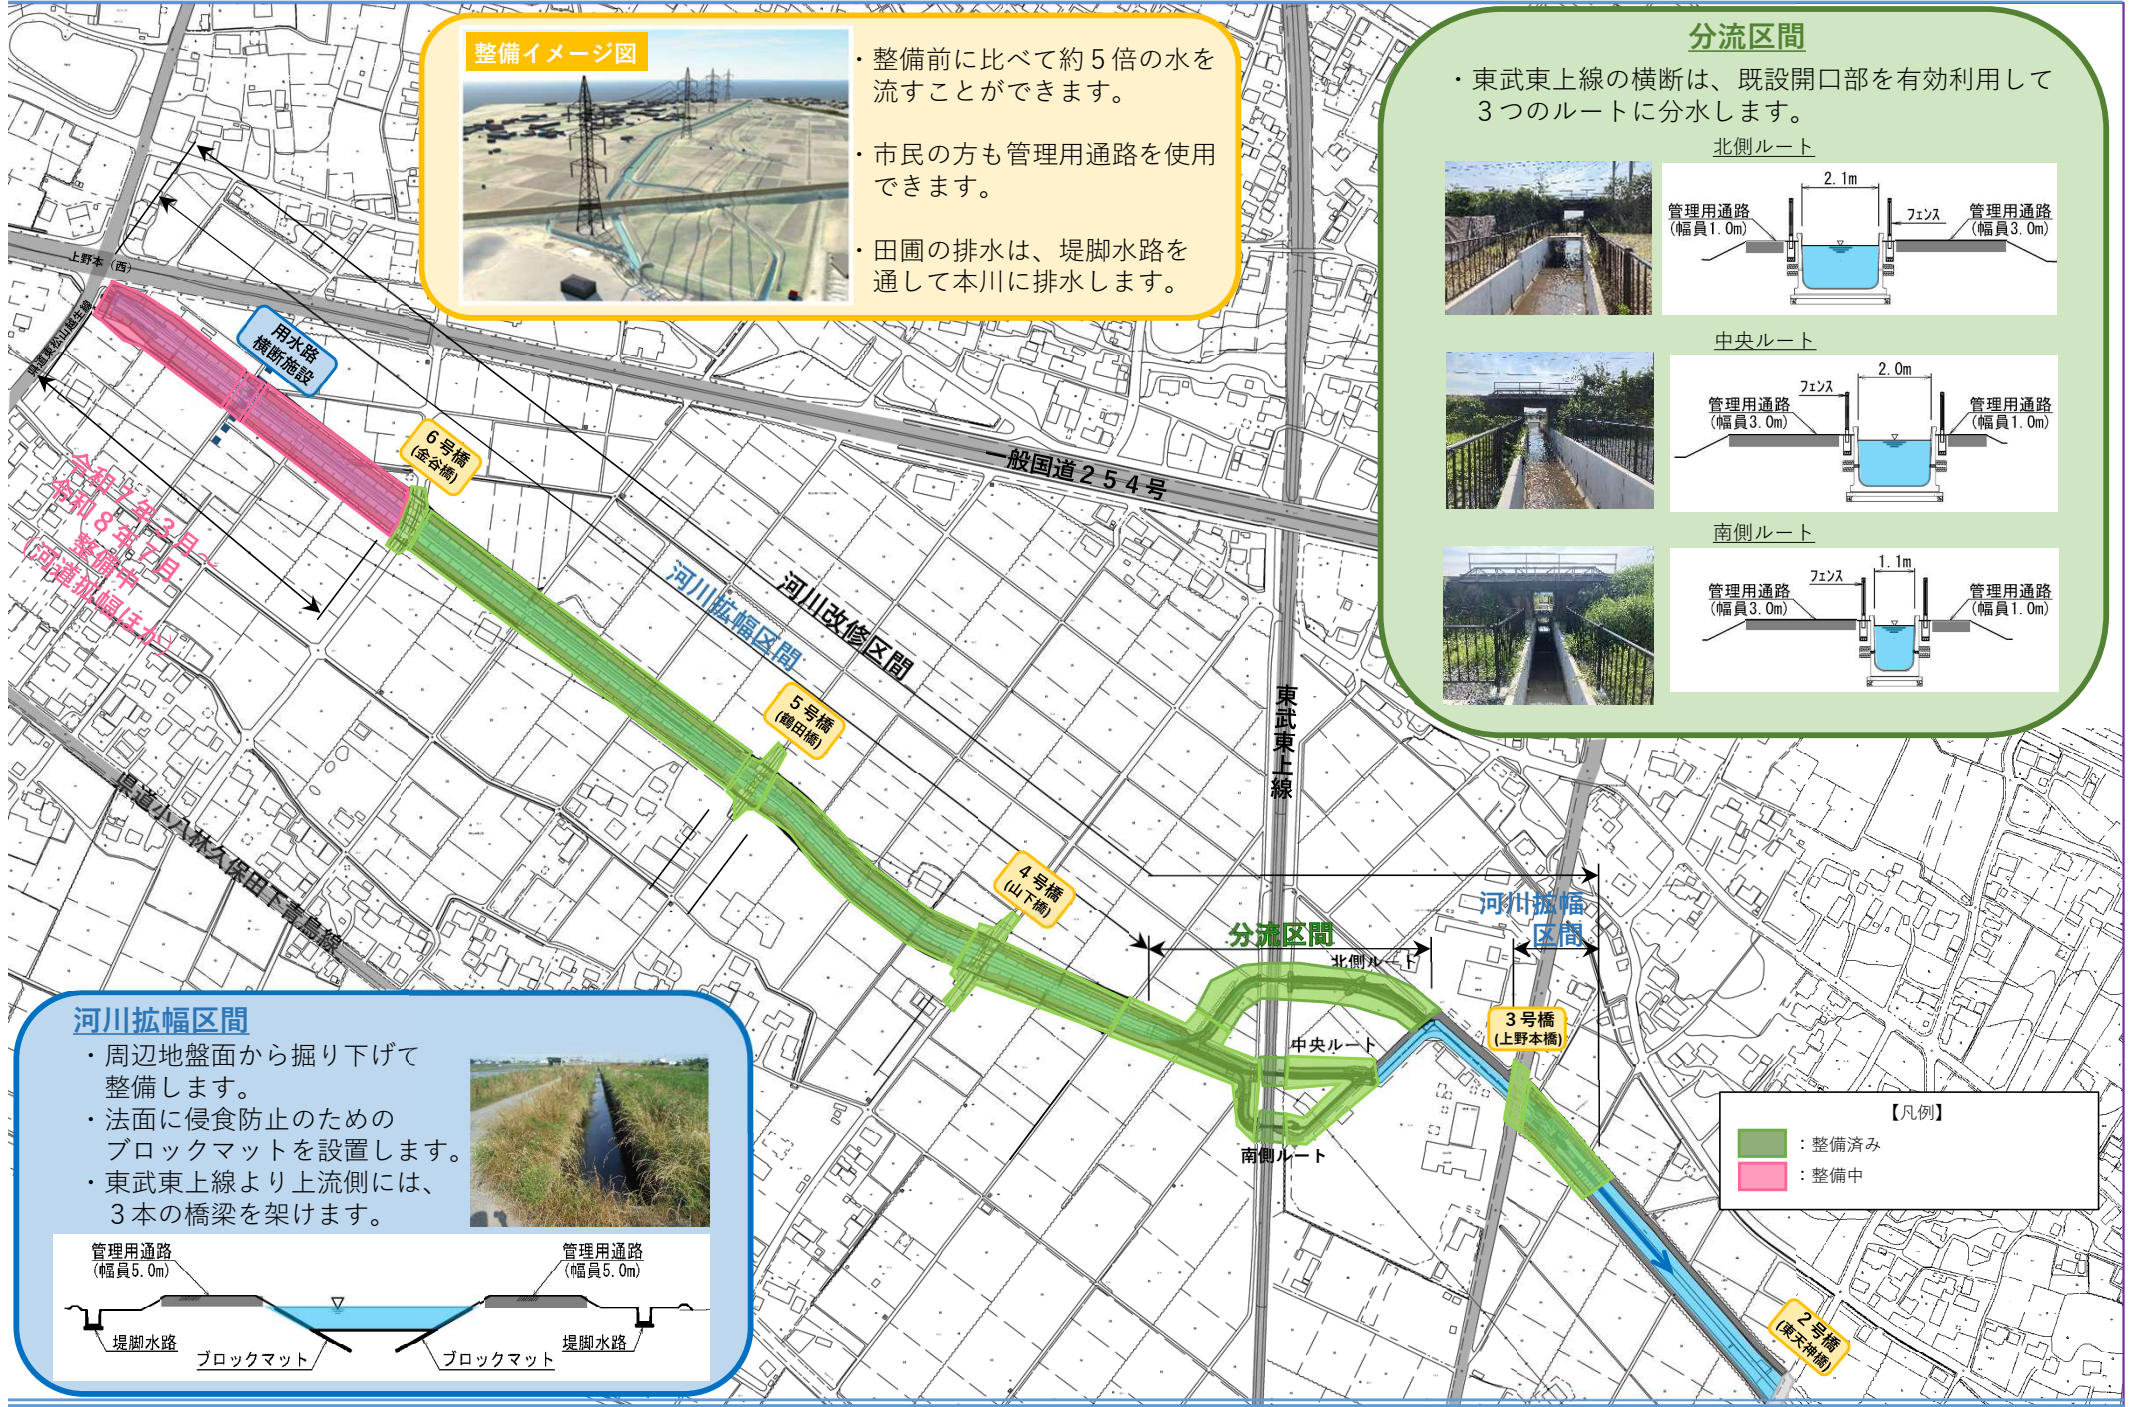 整備イメージ図
・整備前に比べて約５倍の水を
流すことができます。
・市民の方も管理用通路を使用
できます。
・田圃の排水は、堤脚水路を
通して本川に排水します。
分流区間
・東武東上線の横断は、既設開口部を有効利用して
３つのルートに分水します。
北側ルート
2.1m
管理用通路
(幅員1.0m)
フェンス
管理用通路
(幅員3.0m)
中央ルート
2.0m
フェンス
管理用通路
(幅員3.0m)
管理用通路
(幅員1.0m)
南側ルート
1.1m
フェンス
管理用通路
(幅員3.0m)
管理用通路
(幅員1.0m)
上野本（西）
県道東松山越生線
用水路
横断施設
6号橋
(金谷橋)
令和７年３月～
令和８年７月
整備中
（河道拡幅ほか）
一般国道２５４号
河川拡幅区間
河川改修区間
5号橋
(鶴田橋)
東武東上線
県道小八林久保田下青鳥線
4号橋
(山下橋)
分流区間
北側ルート
河川拡幅
区間
中央ルート
南側ルート
3号橋
(上野本橋)
2号橋
(東天神橋)
【凡例】
：整備済み
：整備中
河川拡幅区間
・周辺地盤面から掘り下げて
整備します。
・法面に侵食防止のための
ブロックマットを設置します。
・東武東上線より上流側には、
３本の橋梁を架けます。
管理用通路
(幅員5.0m)
管理用通路
(幅員5.0m)
堤脚水路
ブロックマット
ブロックマット
堤脚水路